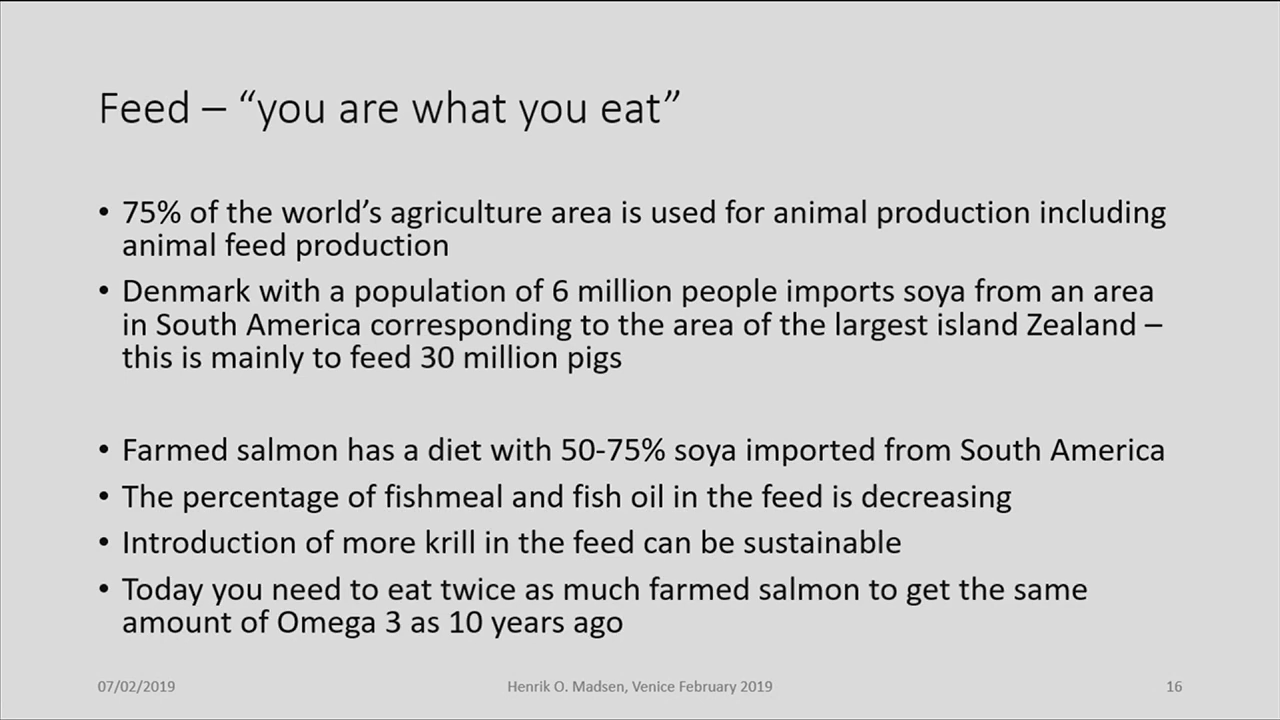 Feed – “you are what you eat”
• 75% of the world’s agriculture area is used for animal production including
animal feed production
• Denmark with a population of 6 million people imports soya from an area
in South America corresponding to the area of the largest island Zealand –
this is mainly to feed 30 million pigs
• Farmed salmon has a diet with 50-75% soya imported from South America
• The percentage of fishmeal and fish oil in the feed is decreasing
• Introduction of more krill in the feed can be sustainable
• Today you need to eat twice as much farmed salmon to get the same
amount of Omega 3 as 10 years ago
07/02/2019
Henrik O. Madsen, Venice February 2019
16